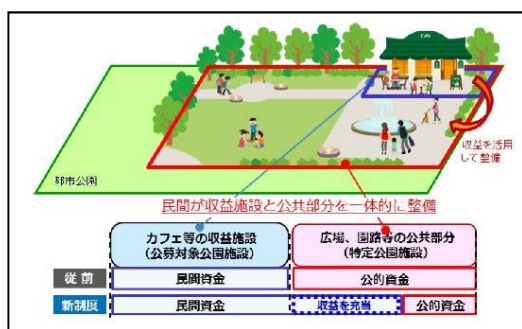 Cafe
収益を活用
して整備
都市公園
民間が収益施設と公共部分を一体的に整備
カフェ等の収益施設
(公募対象公園施設)
広場、園路等の公共部分
(特定公園施設)
従前
民間資金
公的資金
新制度
民間資金
収益を充当
公的資金